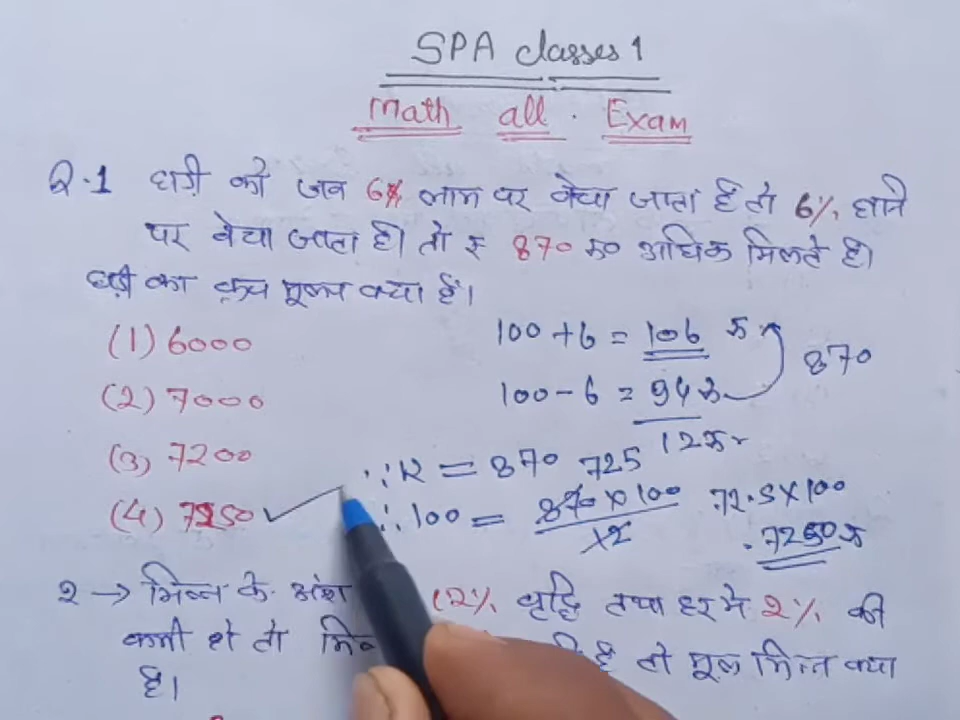 SPA classes 1
Math all . Exam
Q.1 घड़ी को जब 6% लाभ पर बेचा जाता है तो 6% हानि
पर बेचा जाता है। तो ₹ 870 रु० अधिक मिलते है।
घड़ी का क्रय मूल्य क्या है।
(1) 6000
(2) 7000
(3) 7200
(4) 7250
100 + 6 = 106 रु
870
100 - 6 = 94 रु
12 रु
∵ 12 = 870 725
∴ 100 = 870 × 100 72.5 × 100
12
7250 रु
2 → भिन्न के अंश 12% वृद्धि तथा हर मे 2% की
कमी हो तो है तो मूल भिन्न क्या
है।